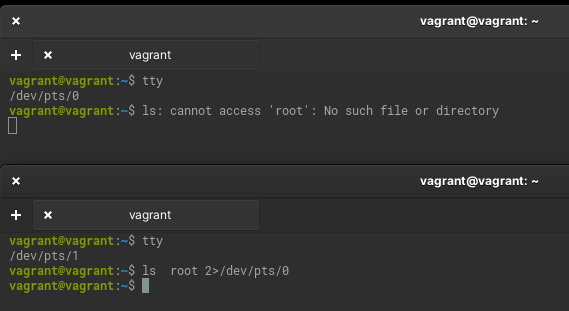 × vagrant@vagrant: ~
+ × vagrant
vagrant@vagrant:~$ tty
/dev/pts/0
vagrant@vagrant:~$ ls: cannot access 'root': No such file or directory
× vagrant@vagrant: ~
+ × vagrant
vagrant@vagrant:~$ tty
/dev/pts/1
vagrant@vagrant:~$ ls  root 2>/dev/pts/0
vagrant@vagrant:~$